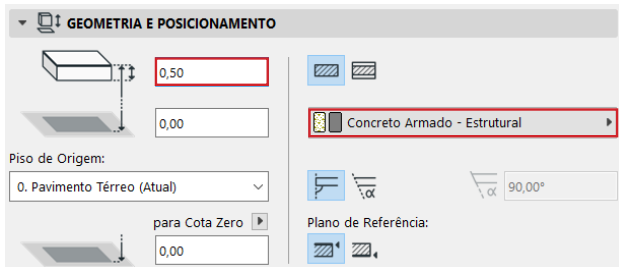 GEOMETRIA E POSICIONAMENTO
0,50
0,00
Concreto Armado - Estrutural
Piso de Origem:
0. Pavimento Térreo (Atual)
α
α
90,00°
para Cota Zero
Plano de Referência:
0,00